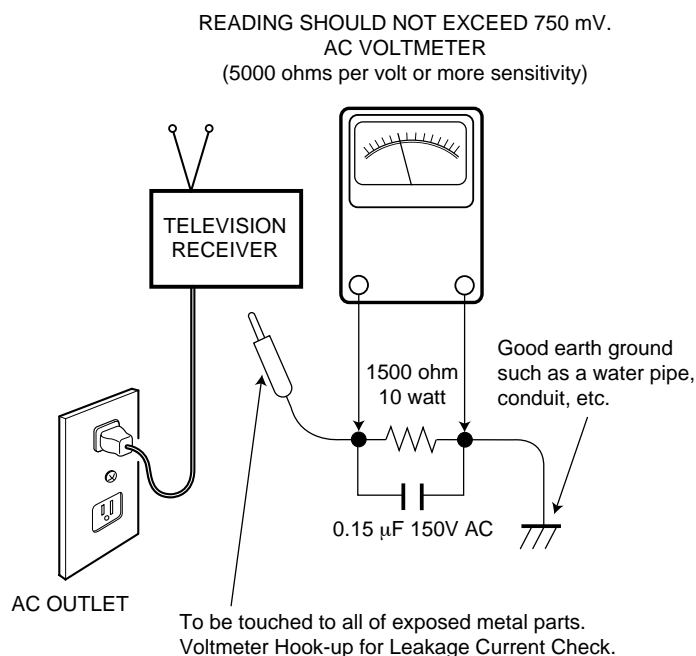 READING SHOULD NOT EXCEED 750 mV.
AC VOLTMETER
(5000 ohms per volt or more sensitivity)
TELEVISION
RECEIVER
1500 ohm
10 watt
Good earth ground
such as a water pipe,
conduit, etc.
0.15 μF 150V AC
AC OUTLET
To be touched to all of exposed metal parts.
Voltmeter Hook-up for Leakage Current Check.